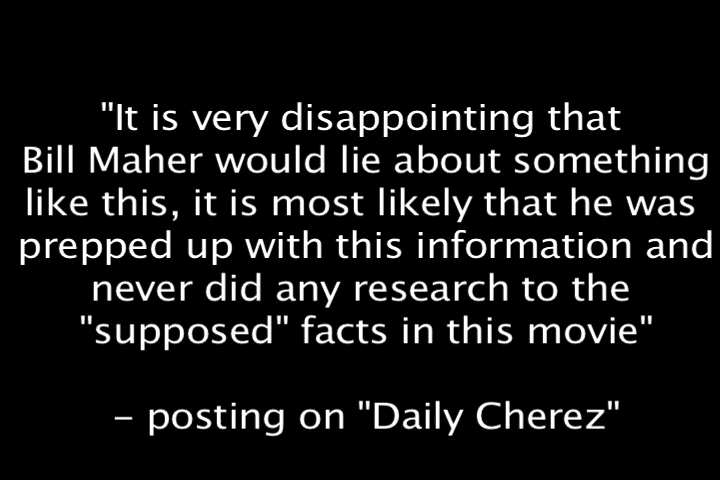 "It is very disappointing that
Bill Maher would lie about something
like this, it is most likely that he was
prepped up with this information and
never did any research to the
"supposed" facts in this movie"
– posting on "Daily Cherez"